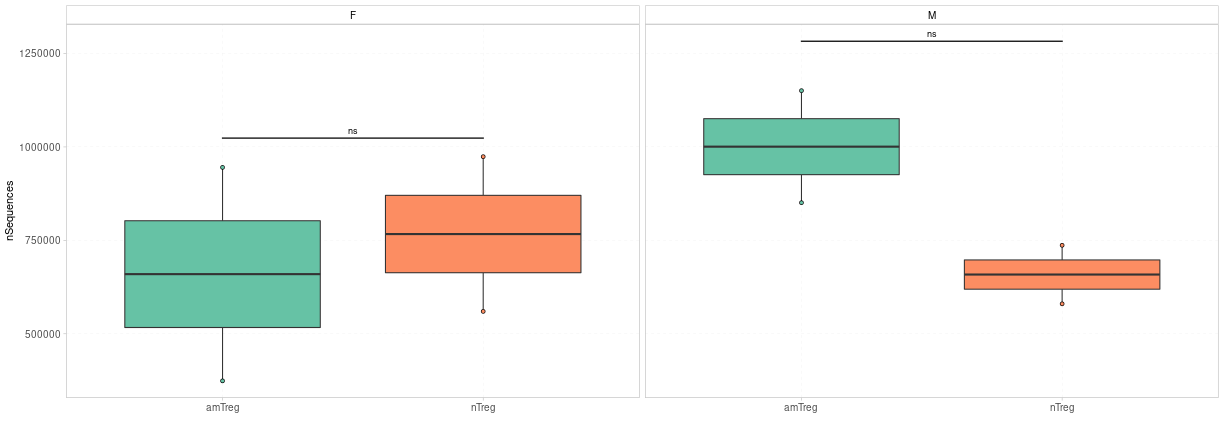 F
M
nSequences
1250000
1000000
750000
500000
ns
ns
amTreg
nTreg
amTreg
nTreg